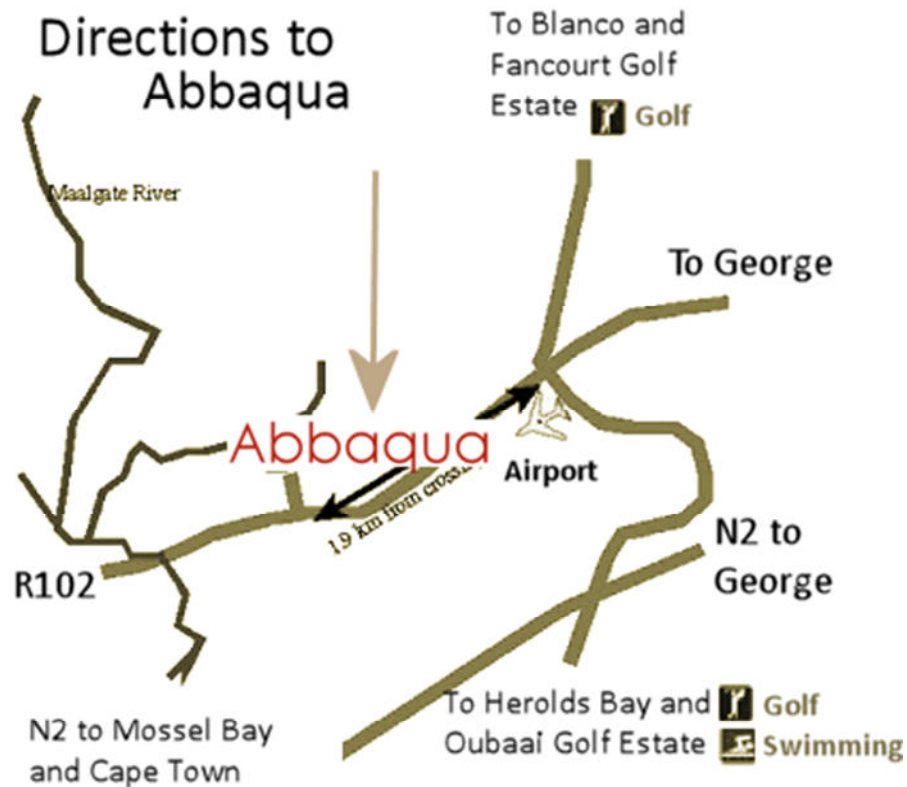 Directions to
Abbaqua
To Blanco and
Fancourt Golf
Estate
Golf
Maalgate River
To George
Abbaqua
Airport
19 km from
N2 to
George
R102
To Herolds Bay and
Golf
Oubaai Golf Estate
Swimming
N2 to Mossel Bay
and Cape Town